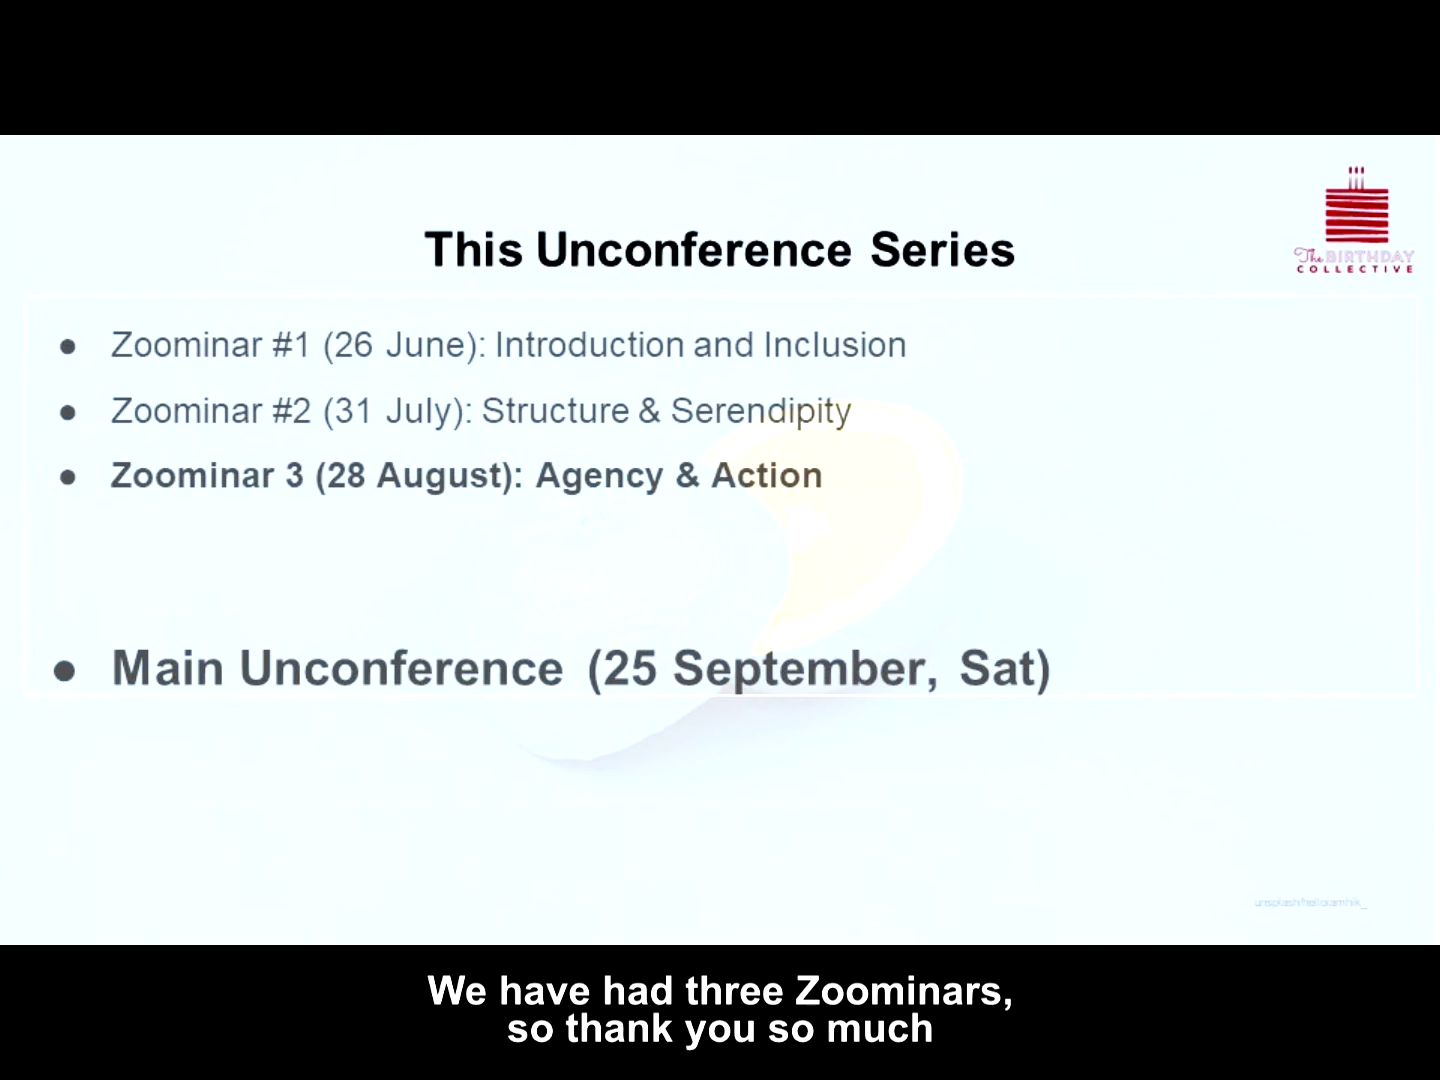 The BIRTHDAY
COLLECTIVE
This Unconference Series
● Zoominar #1 (26 June): Introduction and Inclusion
● Zoominar #2 (31 July): Structure & Serendipity
● Zoominar 3 (28 August): Agency & Action
● Main Unconference (25 September, Sat)
We have had three Zoominars,
so thank you so much